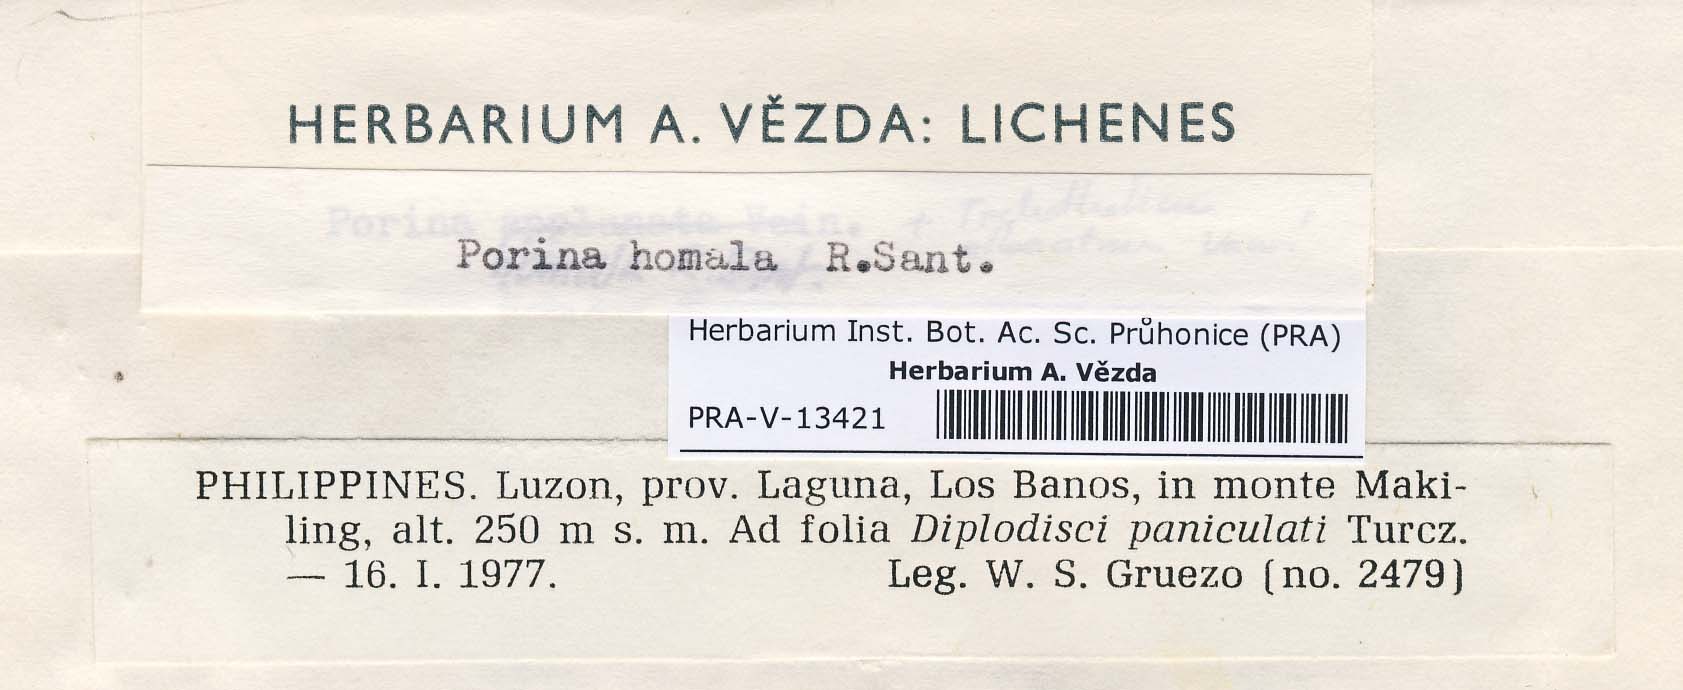 HERBARIUM A. VĚZDA: LICHENES
Porina
Porina homala R.Sant.
Herbarium Inst. Bot. Ac. Sc. Průhonice (PRA)
Herbarium A. Vězda
PRA-V-13421
PHILIPPINES. Luzon, prov. Laguna, Los Banos, in monte Maki-
ling, alt. 250 m s. m. Ad folia Diplodisci paniculati Turcz.
— 16. I. 1977. Leg. W. S. Gruezo (no. 2479)